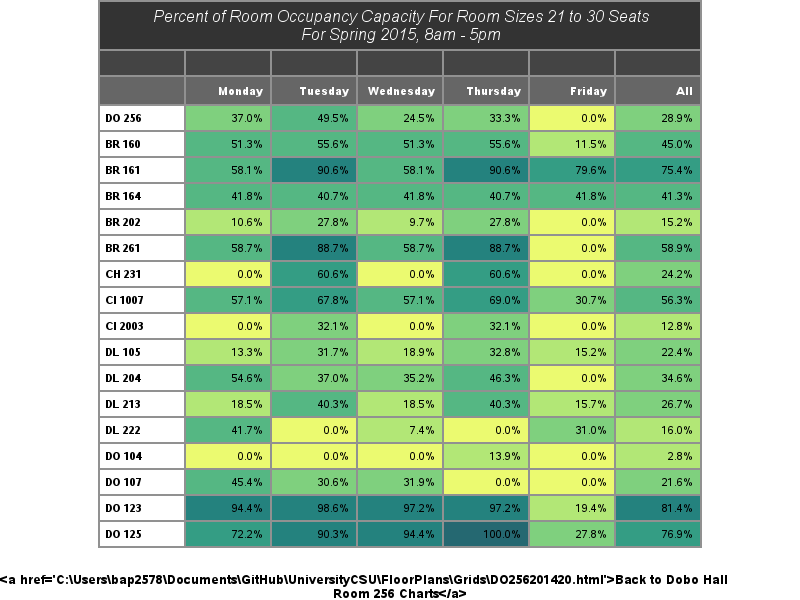 Percent of Room Occupancy Capacity For Room Sizes 21 to 30 Seats
For Spring 2015, 8am - 5pm
Monday Tuesday Wednesday Thursday Friday All
DO 256 37.0% 49.5% 24.5% 33.3% 0.0% 28.9%
BR 160 51.3% 55.6% 51.3% 55.6% 11.5% 45.0%
BR 161 58.1% 90.6% 58.1% 90.6% 79.6% 75.4%
BR 164 41.8% 40.7% 41.8% 40.7% 41.8% 41.3%
BR 202 10.6% 27.8% 9.7% 27.8% 0.0% 15.2%
BR 261 58.7% 88.7% 58.7% 88.7% 0.0% 58.9%
CH 231 0.0% 60.6% 0.0% 60.6% 0.0% 24.2%
CI 1007 57.1% 67.8% 57.1% 69.0% 30.7% 56.3%
CI 2003 0.0% 32.1% 0.0% 32.1% 0.0% 12.8%
DL 105 13.3% 31.7% 18.9% 32.8% 15.2% 22.4%
DL 204 54.6% 37.0% 35.2% 46.3% 0.0% 34.6%
DL 213 18.5% 40.3% 18.5% 40.3% 15.7% 26.7%
DL 222 41.7% 0.0% 7.4% 0.0% 31.0% 16.0%
DO 104 0.0% 0.0% 0.0% 13.9% 0.0% 2.8%
DO 107 45.4% 30.6% 31.9% 0.0% 0.0% 21.6%
DO 123 94.4% 98.6% 97.2% 97.2% 19.4% 81.4%
DO 125 72.2% 90.3% 94.4% 100.0% 27.8% 76.9%
<a href='C:\Users\bap2578\Documents\GitHub\UniversityCSU\FloorPlans\Grids\DO256201420.html'>Back to Dobo Hall
Room 256 Charts</a>